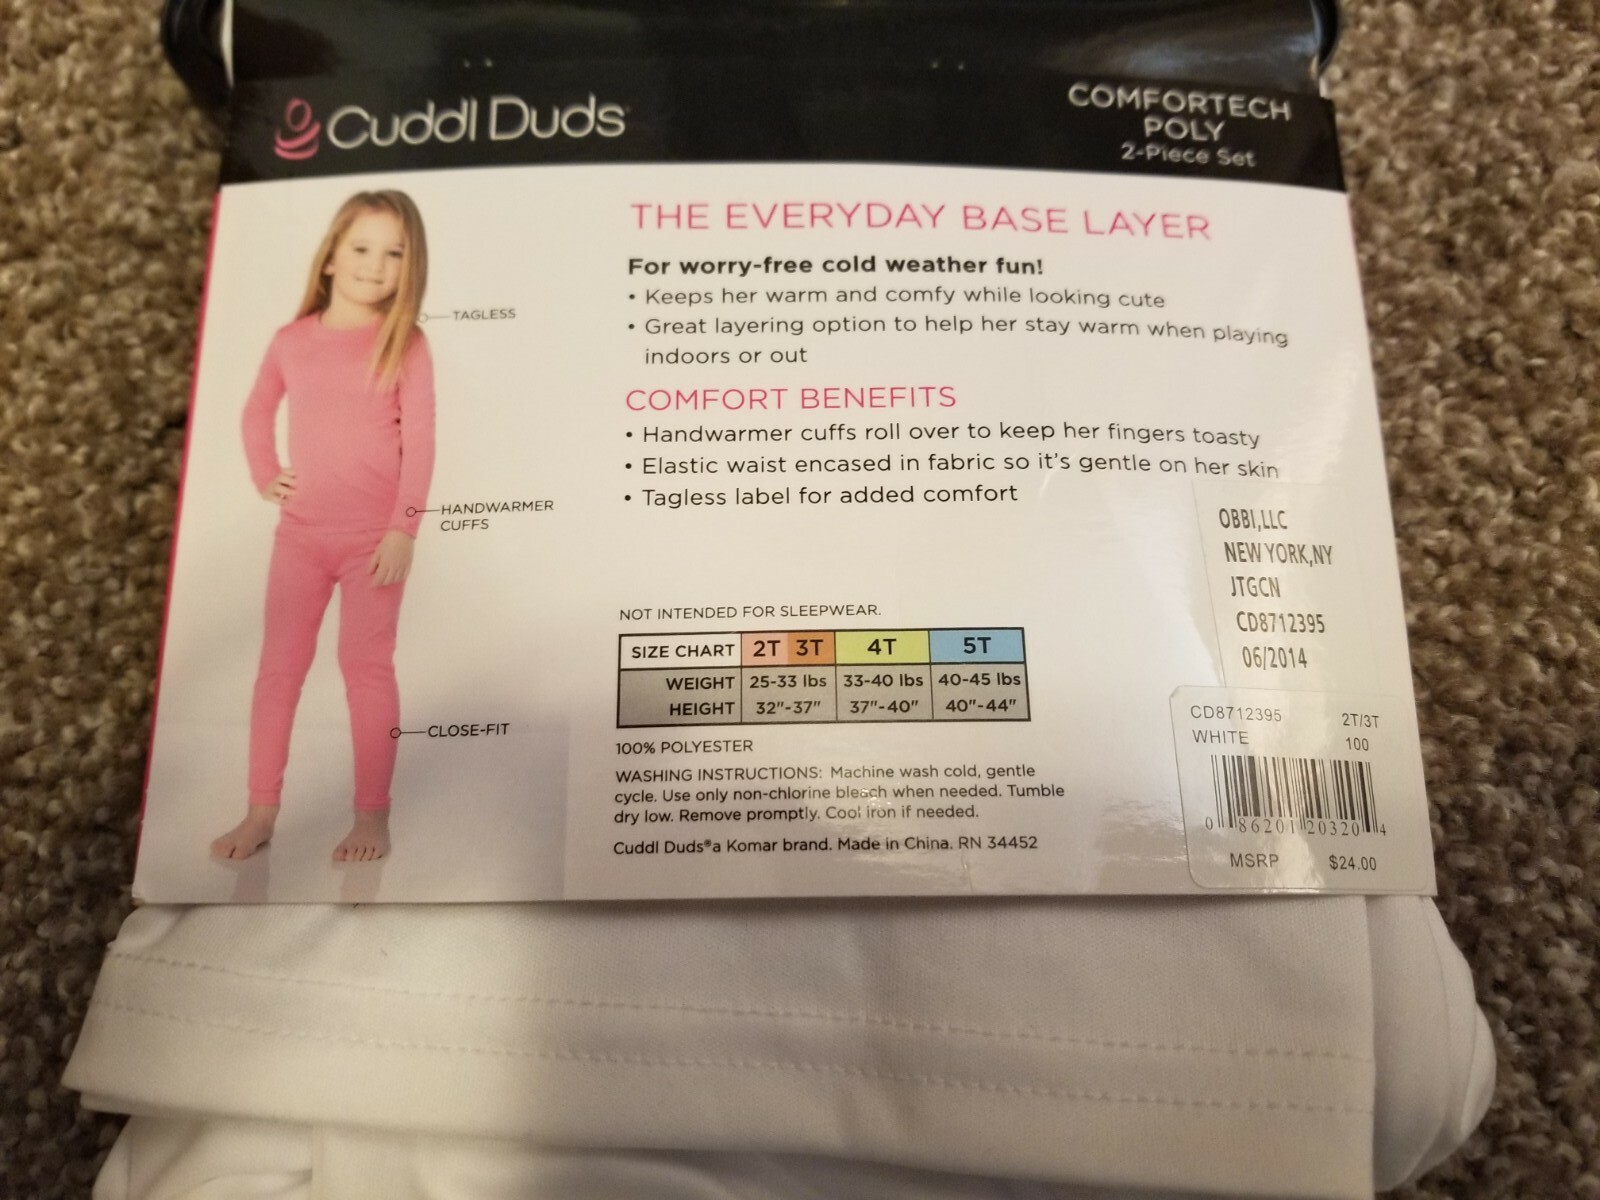 Cuddl Duds
COMFORTECH
POLY
2-Piece Set
THE EVERYDAY BASE LAYER
For worry-free cold weather fun!
• Keeps her warm and comfy while looking cute
• Great layering option to help her stay warm when playing
indoors or out
COMFORT BENEFITS
• Handwarmer cuffs roll over to keep her fingers toasty
• Elastic waist encased in fabric so it's gentle on her skin
• Tagless label for added comfort
TAGLESS
HANDWARMER
CUFFS
CLOSE-FIT
OBBI,LLC
NEW YORK,NY
JTGCN
CD8712395
06/2014
NOT INTENDED FOR SLEEPWEAR.
SIZE CHART 2T 3T 4T 5T
WEIGHT 25-33 lbs 33-40 lbs 40-45 lbs
HEIGHT 32"-37" 37"-40" 40"-44"
100% POLYESTER
WASHING INSTRUCTIONS: Machine wash cold, gentle
cycle. Use only non-chlorine bleach when needed. Tumble
dry low. Remove promptly. Cool iron if needed.
Cuddl Duds® a Komar brand. Made in China. RN 34452
CD8712395 2T/3T
WHITE 100
0 86201 20320 4
MSRP $24.00